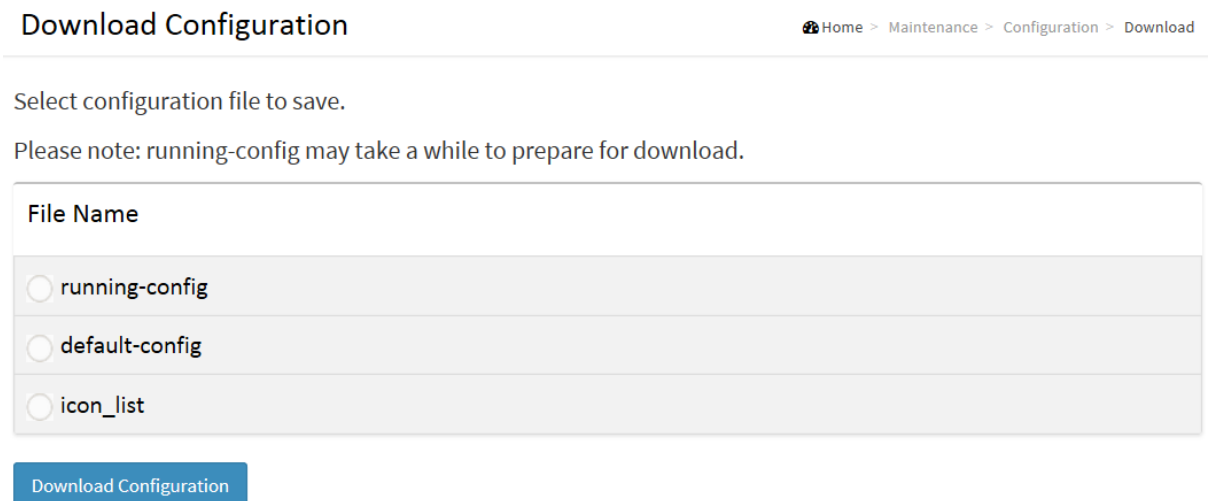 Download Configuration
Home > Maintenance > Configuration > Download
Select configuration file to save.
Please note: running-config may take a while to prepare for download.
File Name
running-config
default-config
icon_list
Download Configuration